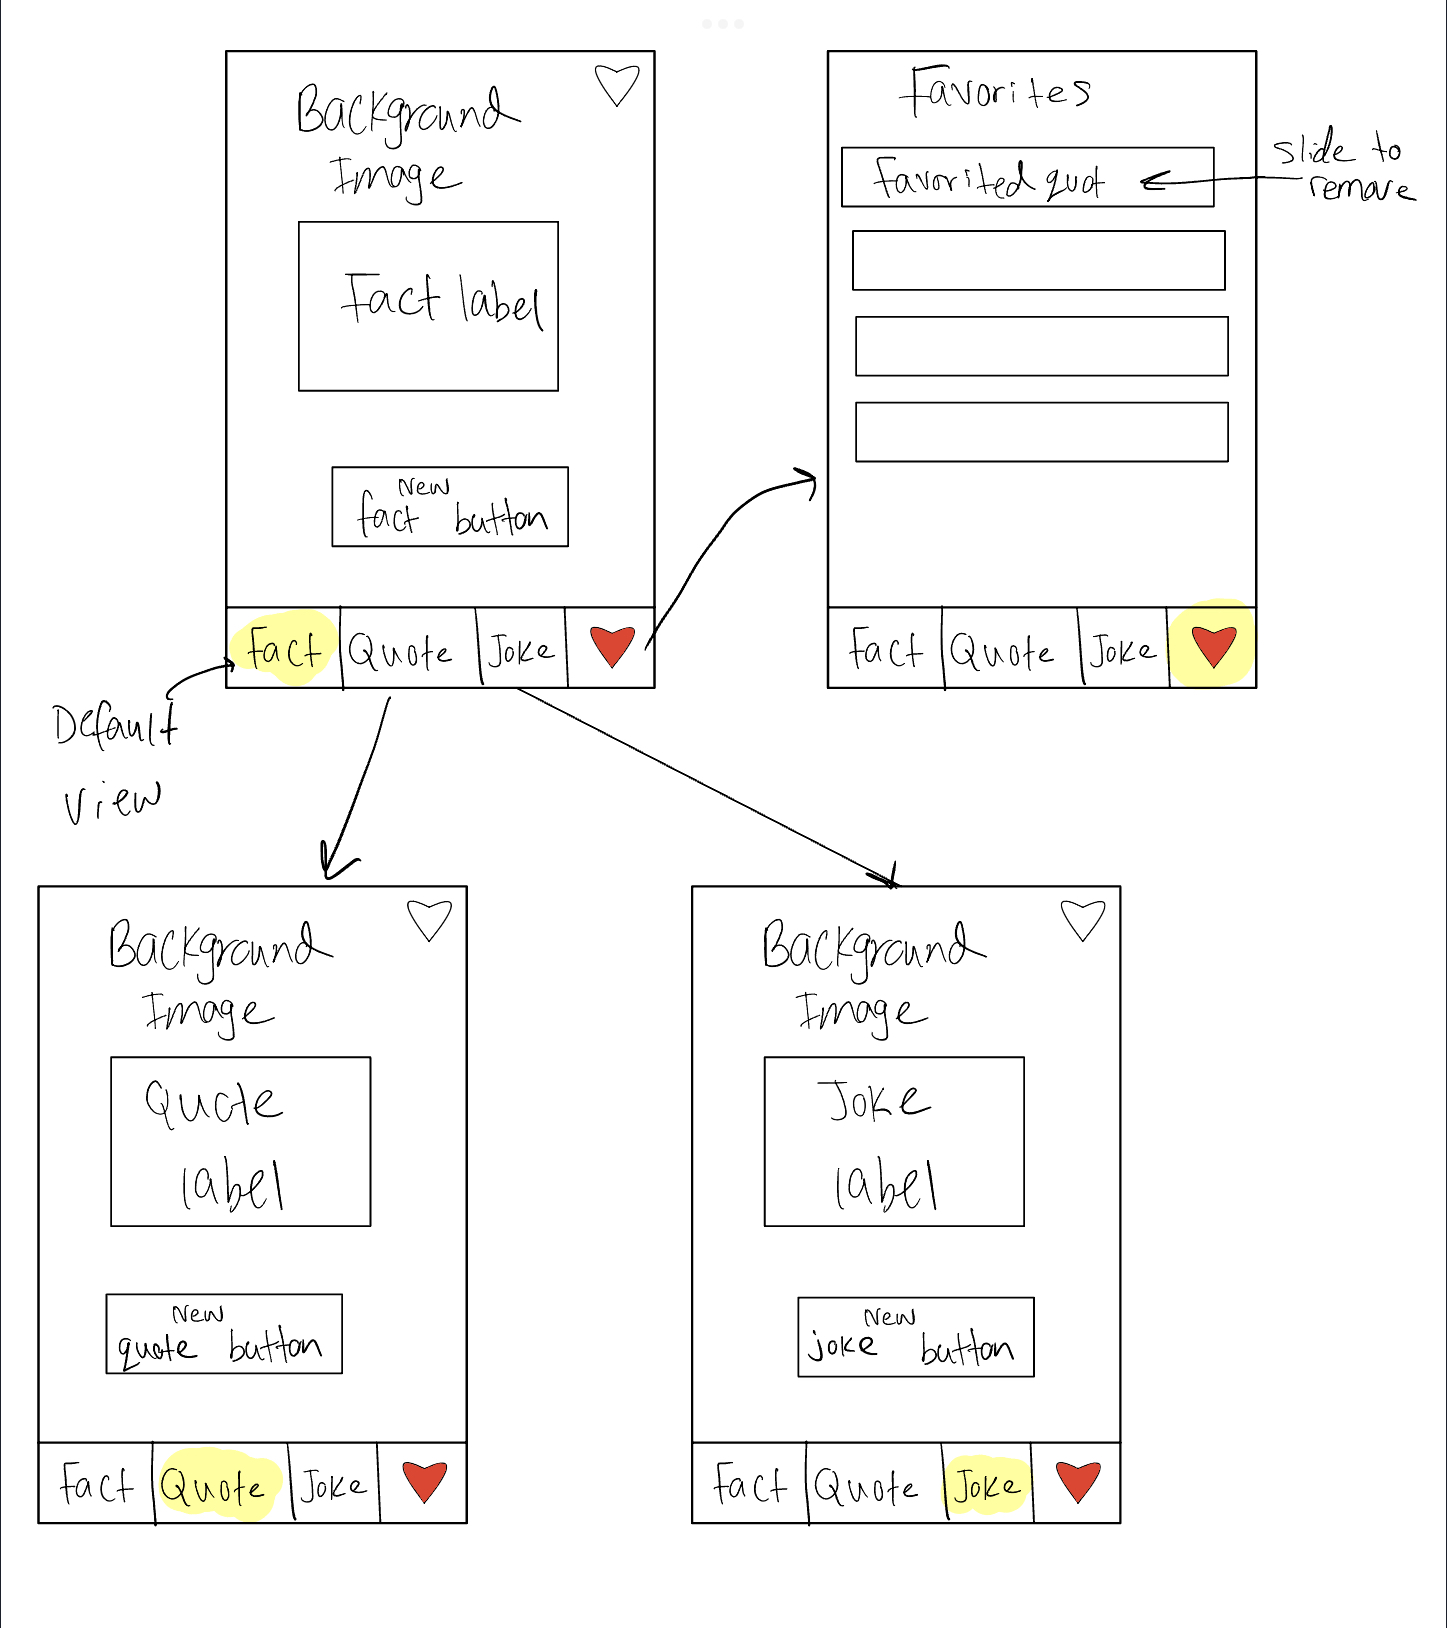 Background
Image
Fact label
New
fact button
Fact Quote Joke
Default
view
Favorites
Favorited quot
slide to
remove
Fact Quote Joke
Background
Image
Quote
label
New
quote button
Fact Quote Joke
Background
Image
Joke
label
New
joke button
Fact Quote Joke